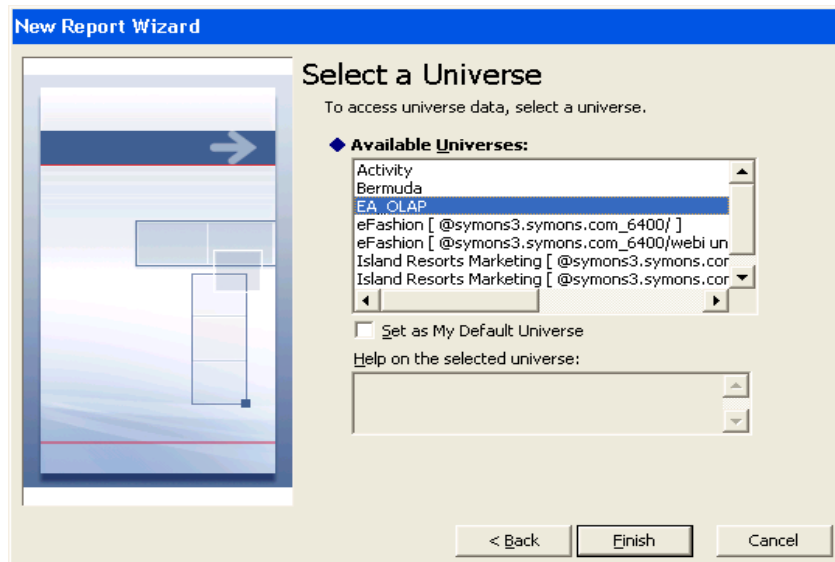 New Report Wizard
Select a Universe
To access universe data, select a universe.
Available Universes:
Activity
Bermuda
EA_OLAP
eFashion [ @symons3.symons.com_6400/ ]
eFashion [ @symons3.symons.com_6400/webi un
Island Resorts Marketing [ @symons3.symons.cor
Island Resorts Marketing [ @symons3.symons.cor
Set as My Default Universe
Help on the selected universe:
< Back Finish Cancel